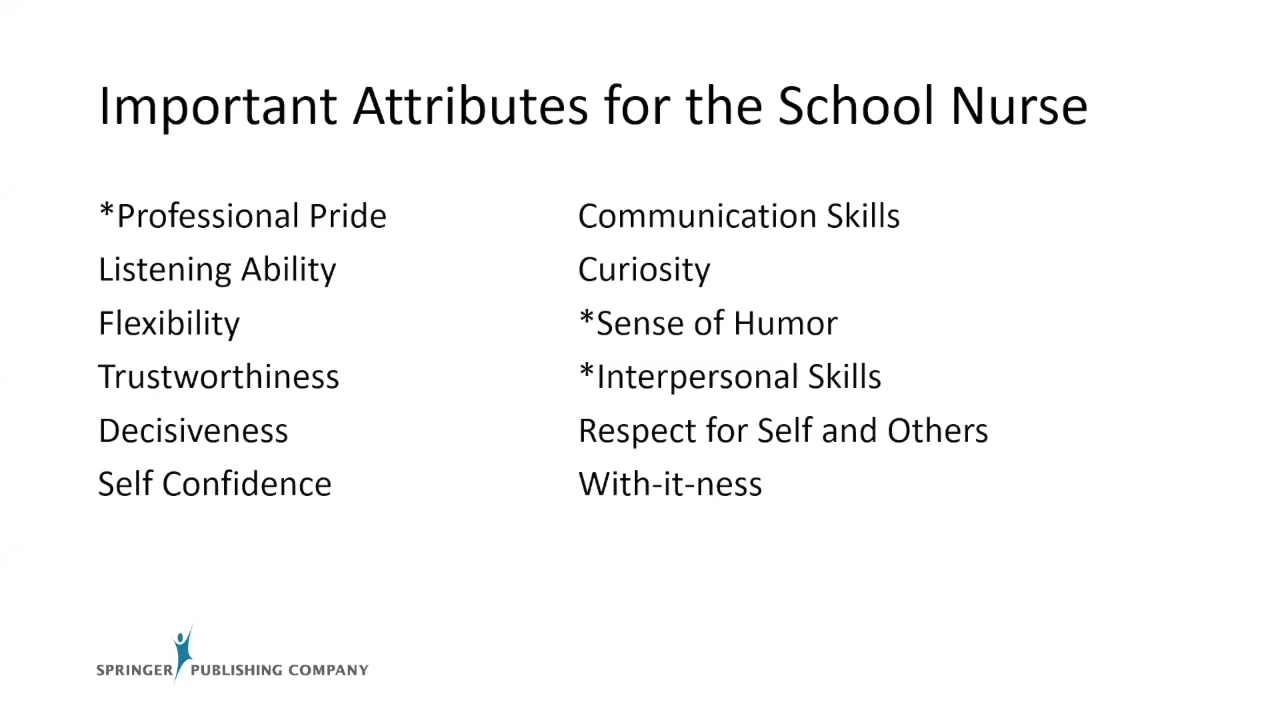 Important Attributes for the School Nurse
*Professional Pride
Listening Ability
Flexibility
Trustworthiness
Decisiveness
Self Confidence
Communication Skills
Curiosity
*Sense of Humor
*Interpersonal Skills
Respect for Self and Others
With-it-ness
SPRINGER PUBLISHING COMPANY